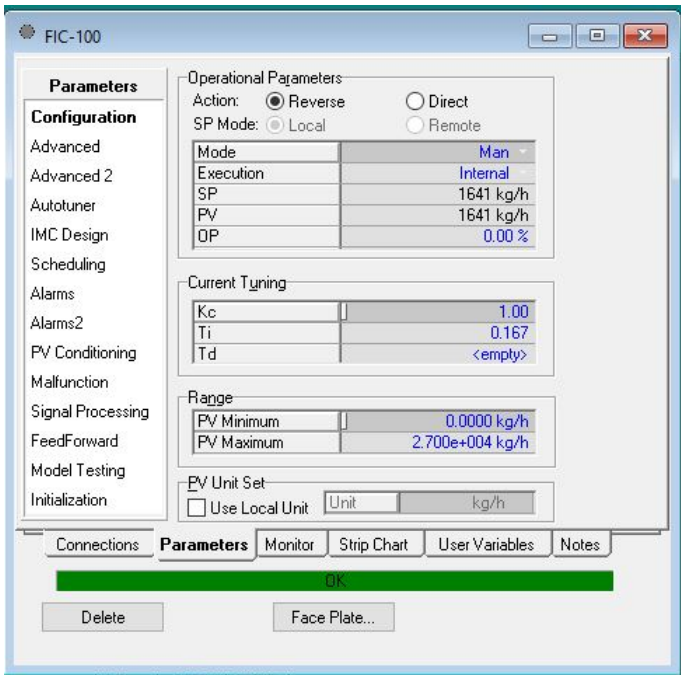 FIC-100
Parameters
Configuration
Advanced
Advanced 2
Autotuner
IMC Design
Scheduling
Alarms
Alarms2
PV Conditioning
Malfunction
Signal Processing
FeedForward
Model Testing
Initialization
Operational Parameters
Action: Reverse Direct
SP Mode: Local Remote
Mode Man
Execution Internal
SP 1641 kg/h
PV 1641 kg/h
OP 0.00 %
Current Tuning
Kc 1.00
Ti 0.167
Td <empty>
Range
PV Minimum 0.0000 kg/h
PV Maximum 2.700e+004 kg/h
PV Unit Set
Use Local Unit Unit kg/h
Connections Parameters Monitor Strip Chart User Variables Notes
OK
Delete Face Plate...